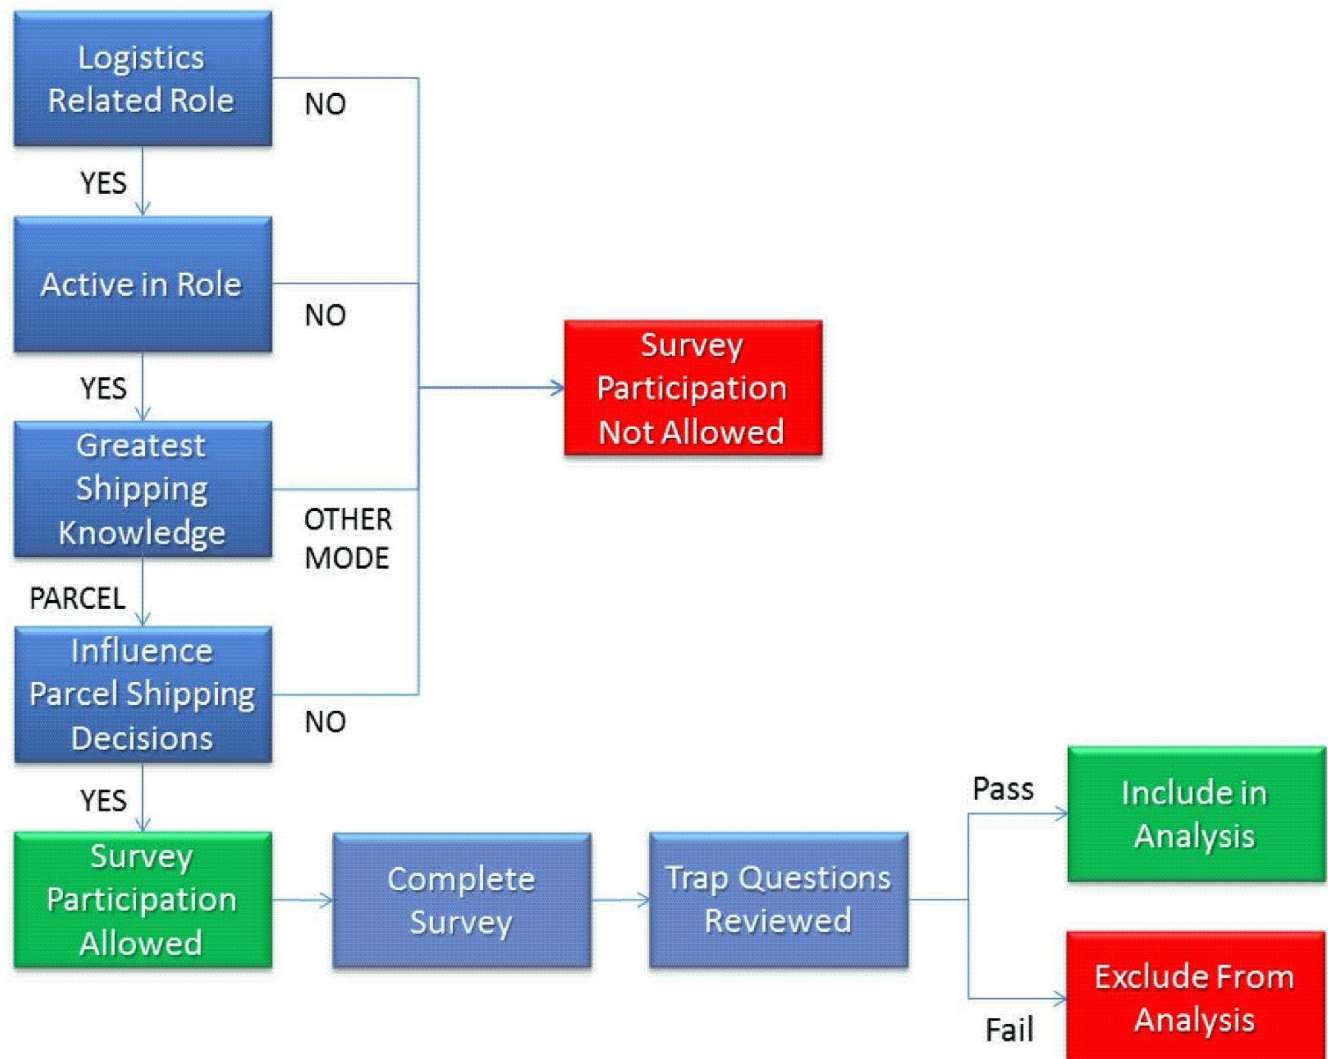 Logistics
Related Role
NO
YES
Active in Role
NO
YES
Greatest
Shipping
Knowledge
OTHER
MODE
PARCEL
Influence
Parcel Shipping
Decisions
NO
YES
Survey
Participation
Not Allowed
Survey
Participation
Allowed
Complete
Survey
Trap Questions
Reviewed
Pass
Include in
Analysis
Fail
Exclude From
Analysis